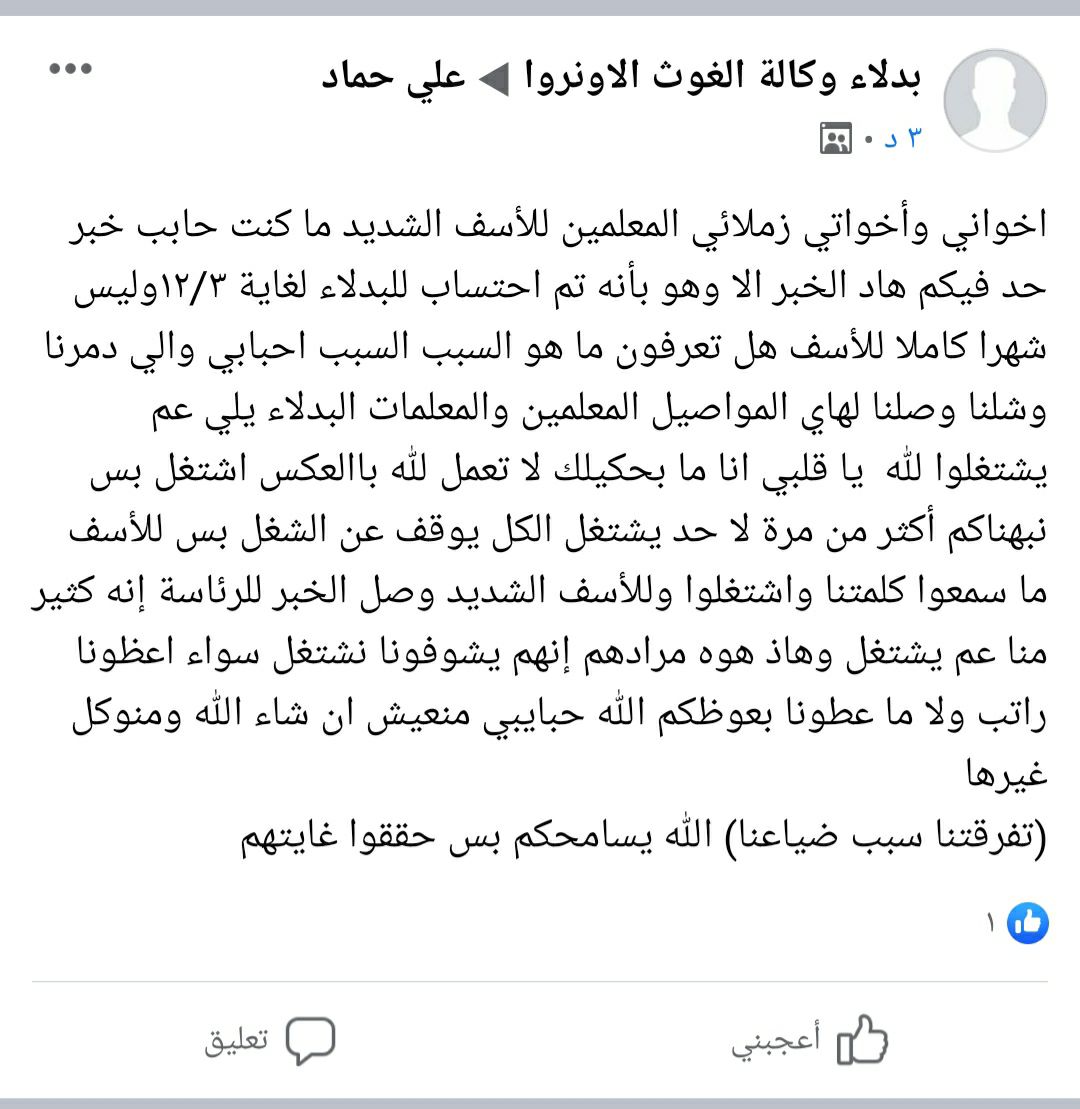 بدلاء وكالة الغوث الاونروا ◀ علي حماد
٣ د ·
اخواني وأخواتي زملائي المعلمين للأسف الشديد ما كنت حابب خبر
حد فيكم هاد الخبر الا وهو بأنه تم احتساب للبدلاء لغاية ١٢/٣وليس
شهرا كاملا للأسف هل تعرفون ما هو السبب السبب احبابي والي دمرنا
وشلنا وصلنا لهاي المواصيل المعلمين والمعلمات البدلاء يلي عم
يشتغلوا لله يا قلبي انا ما بحكيلك لا تعمل لله باالعكس اشتغل بس
نبهناكم أكثر من مرة لا حد يشتغل الكل يوقف عن الشغل بس للأسف
ما سمعوا كلمتنا واشتغلوا وللأسف الشديد وصل الخبر للرئاسة إنه كثير
منا عم يشتغل وهاذ هوه مرادهم إنهم يشوفونا نشتغل سواء اعظونا
راتب ولا ما عطونا بعوظكم الله حبايبي منعيش ان شاء الله ومنوكل
غيرها
(تفرقتنا سبب ضياعنا) الله يسامحكم بس حققوا غايتهم
١
أعجبني
تعليق